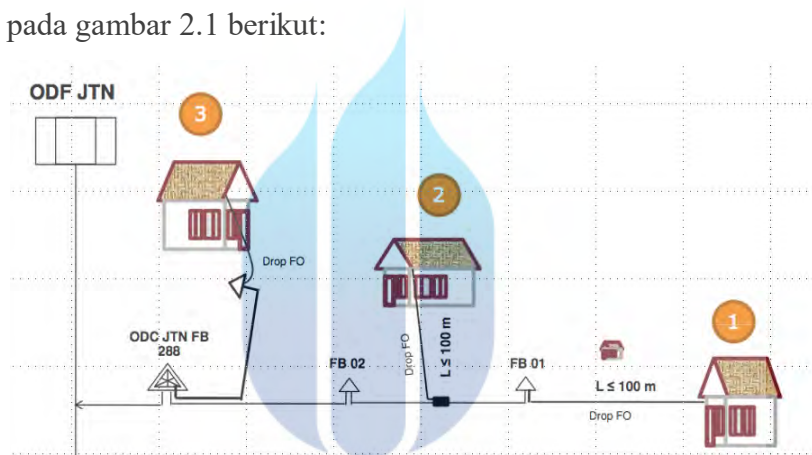 pada gambar 2.1 berikut:
ODF JTN
3
2
Drop FO
ODC JTN FB
288
FB 02
Drop FO
L ≤ 100 m
FB 01
1
L ≤ 100 m
Drop FO